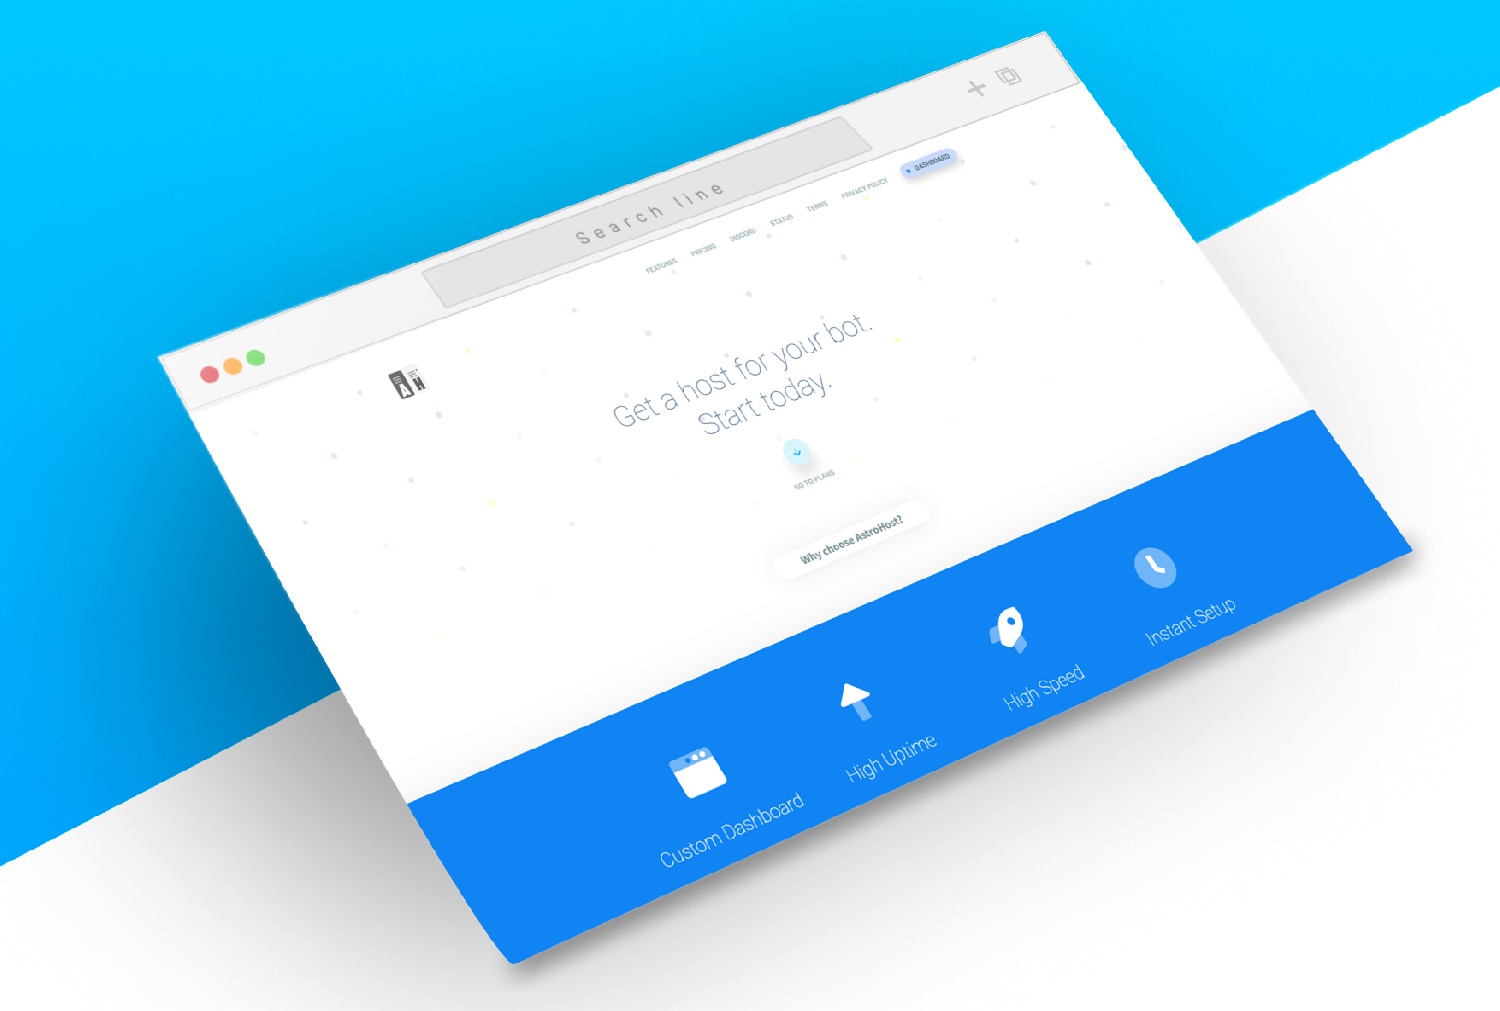 Search line
FEATURES PRICING DISCORD STATUS TERMS PRIVACY POLICY DASHBOARD
AH
Get a host for your bot.
Start today.
GO TO PLANS
Why choose AstroHost?
Custom Dashboard
High Uptime
High Speed
Instant Setup